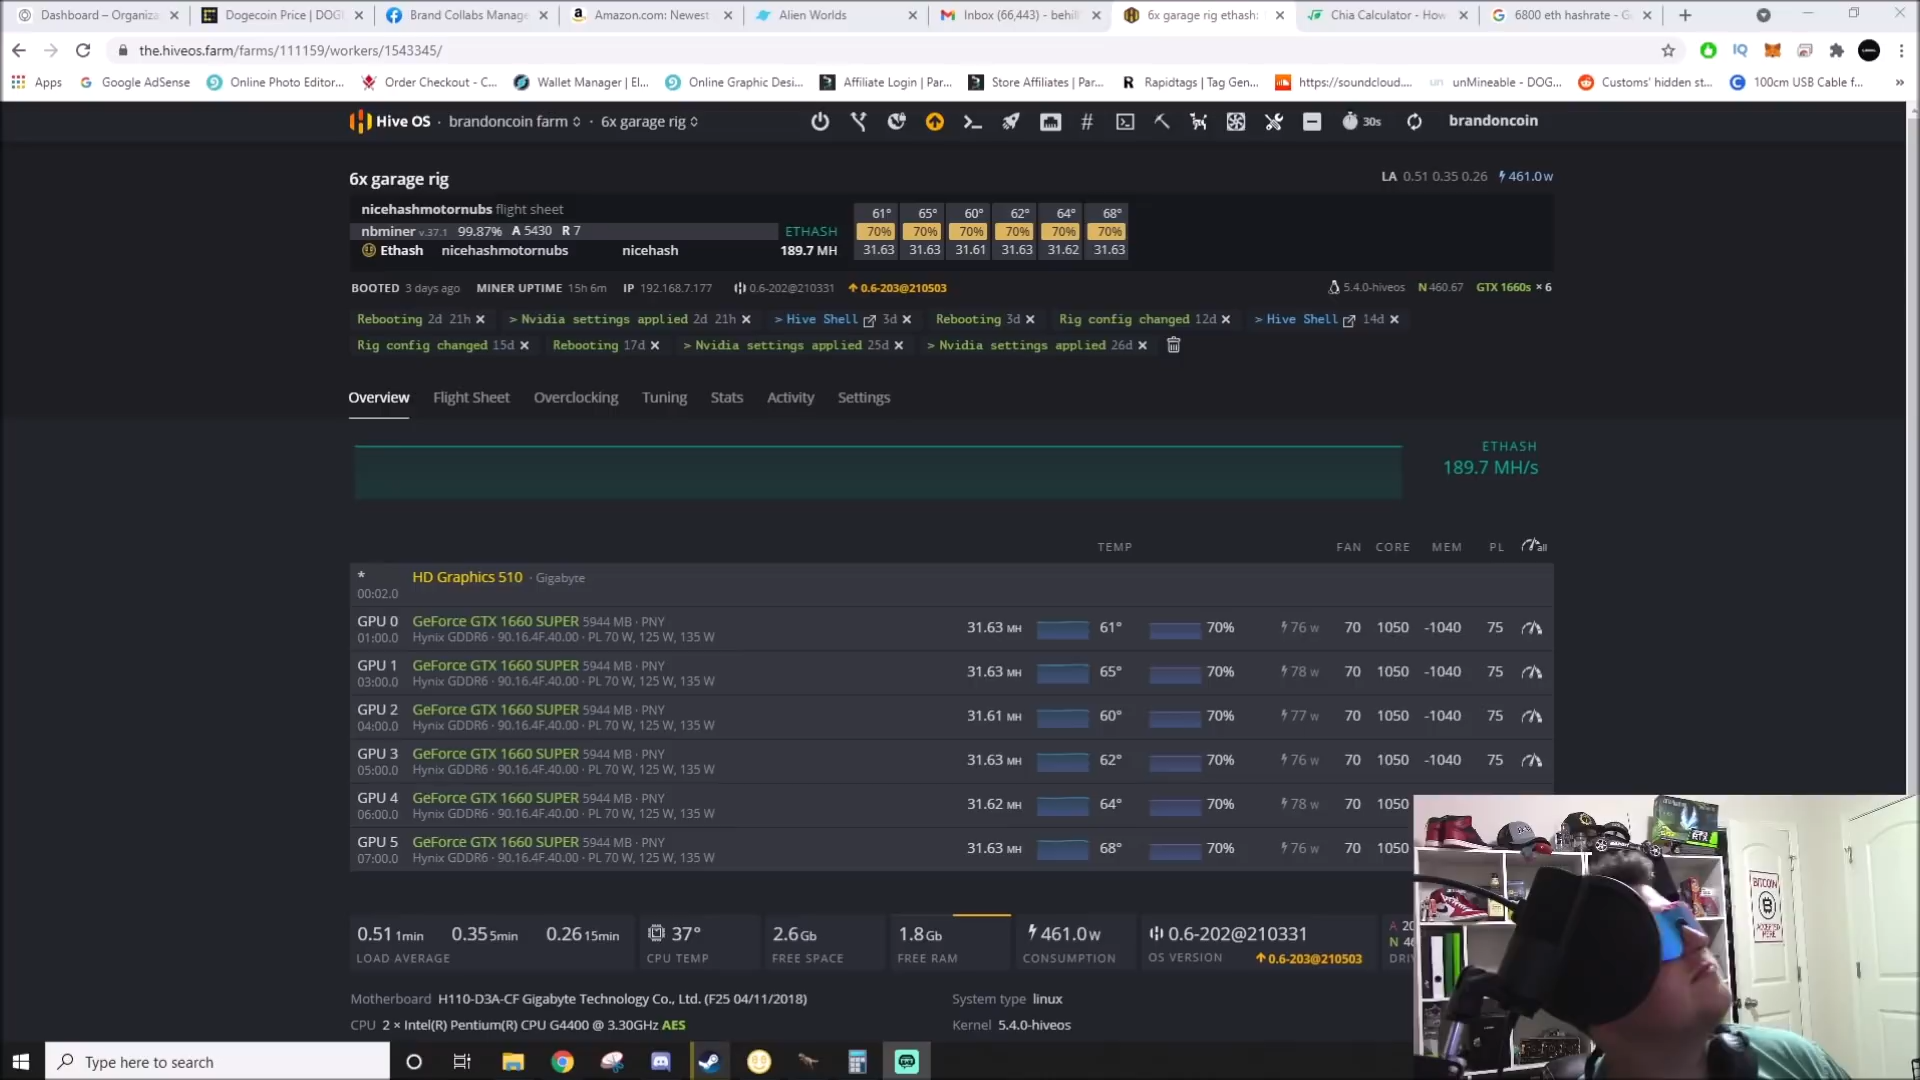 Dashboard – Organiza
Dogecoin Price | DOGE
Brand Collabs Manage
Amazon.com: Newest
Alien Worlds
Inbox (66,443) - behif
6x garage rig ethash:
Chia Calculator - How
6800 eth hashrate - G
the.hiveos.farm/farms/111159/workers/1543345/
Apps
Google AdSense
Online Photo Editor...
Order Checkout - C...
Wallet Manager | El...
Online Graphic Desi...
Affiliate Login | Par...
Store Affiliates | Par...
Rapidtags | Tag Gen...
https://soundcloud....
unMineable - DOG...
Customs' hidden st...
100cm USB Cable f...
Hive OS · brandoncoin farm · 6x garage rig
30s
brandoncoin
6x garage rig
LA 0.51 0.35 0.26 461.0w
nicehashmotornubs flight sheet
61° 65° 60° 62° 64° 68°
nbminer v.37.1 99.87% A 5430 R 7 ETHASH
70% 70% 70% 70% 70% 70%
Ethash nicehashmotornubs nicehash 189.7 MH
31.63 31.63 31.61 31.63 31.62 31.63
BOOTED 3 days ago MINER UPTIME 15h 6m IP 192.168.7.177 0.6-202@210331 0.6-203@210503
5.4.0-hiveos N 460.67 GTX 1660s × 6
Rebooting 2d 21h × > Nvidia settings applied 2d 21h × > Hive Shell 3d × Rebooting 3d × Rig config changed 12d × > Hive Shell 14d ×
Rig config changed 15d × Rebooting 17d × > Nvidia settings applied 25d × > Nvidia settings applied 26d ×
Overview Flight Sheet Overclocking Tuning Stats Activity Settings
ETHASH
189.7 MH/s
TEMP FAN CORE MEM PL all
* HD Graphics 510 · Gigabyte
00:02.0
GPU 0 GeForce GTX 1660 SUPER 5944 MB · PNY 31.63 MH 61° 70% 76 w 70 1050 -1040 75
01:00.0 Hynix GDDR6 · 90.16.4F.40.00 · PL 70 W, 125 W, 135 W
GPU 1 GeForce GTX 1660 SUPER 5944 MB · PNY 31.63 MH 65° 70% 78 w 70 1050 -1040 75
03:00.0 Hynix GDDR6 · 90.16.4F.40.00 · PL 70 W, 125 W, 135 W
GPU 2 GeForce GTX 1660 SUPER 5944 MB · PNY 31.61 MH 60° 70% 77 w 70 1050 -1040 75
04:00.0 Hynix GDDR6 · 90.16.4F.40.00 · PL 70 W, 125 W, 135 W
GPU 3 GeForce GTX 1660 SUPER 5944 MB · PNY 31.63 MH 62° 70% 76 w 70 1050 -1040 75
05:00.0 Hynix GDDR6 · 90.16.4F.40.00 · PL 70 W, 125 W, 135 W
GPU 4 GeForce GTX 1660 SUPER 5944 MB · PNY 31.62 MH 64° 70% 78 w 70 1050
06:00.0 Hynix GDDR6 · 90.16.4F.40.00 · PL 70 W, 125 W, 135 W
GPU 5 GeForce GTX 1660 SUPER 5944 MB · PNY 31.63 MH 68° 70% 76 w 70 1050
07:00.0 Hynix GDDR6 · 90.16.4F.40.00 · PL 70 W, 125 W, 135 W
0.51 1min 0.35 5min 0.26 15min 37° 2.6Gb 1.8Gb 461.0w 0.6-202@210331 A 20
LOAD AVERAGE CPU TEMP FREE SPACE FREE RAM CONSUMPTION OS VERSION 0.6-203@210503 N 46
DRIV
Motherboard H110-D3A-CF Gigabyte Technology Co., Ltd. (F25 04/11/2018) System type linux
CPU 2 × Intel(R) Pentium(R) CPU G4400 @ 3.30GHz AES Kernel 5.4.0-hiveos
BITCOIN
B
ACCEPTED
HERE
Type here to search